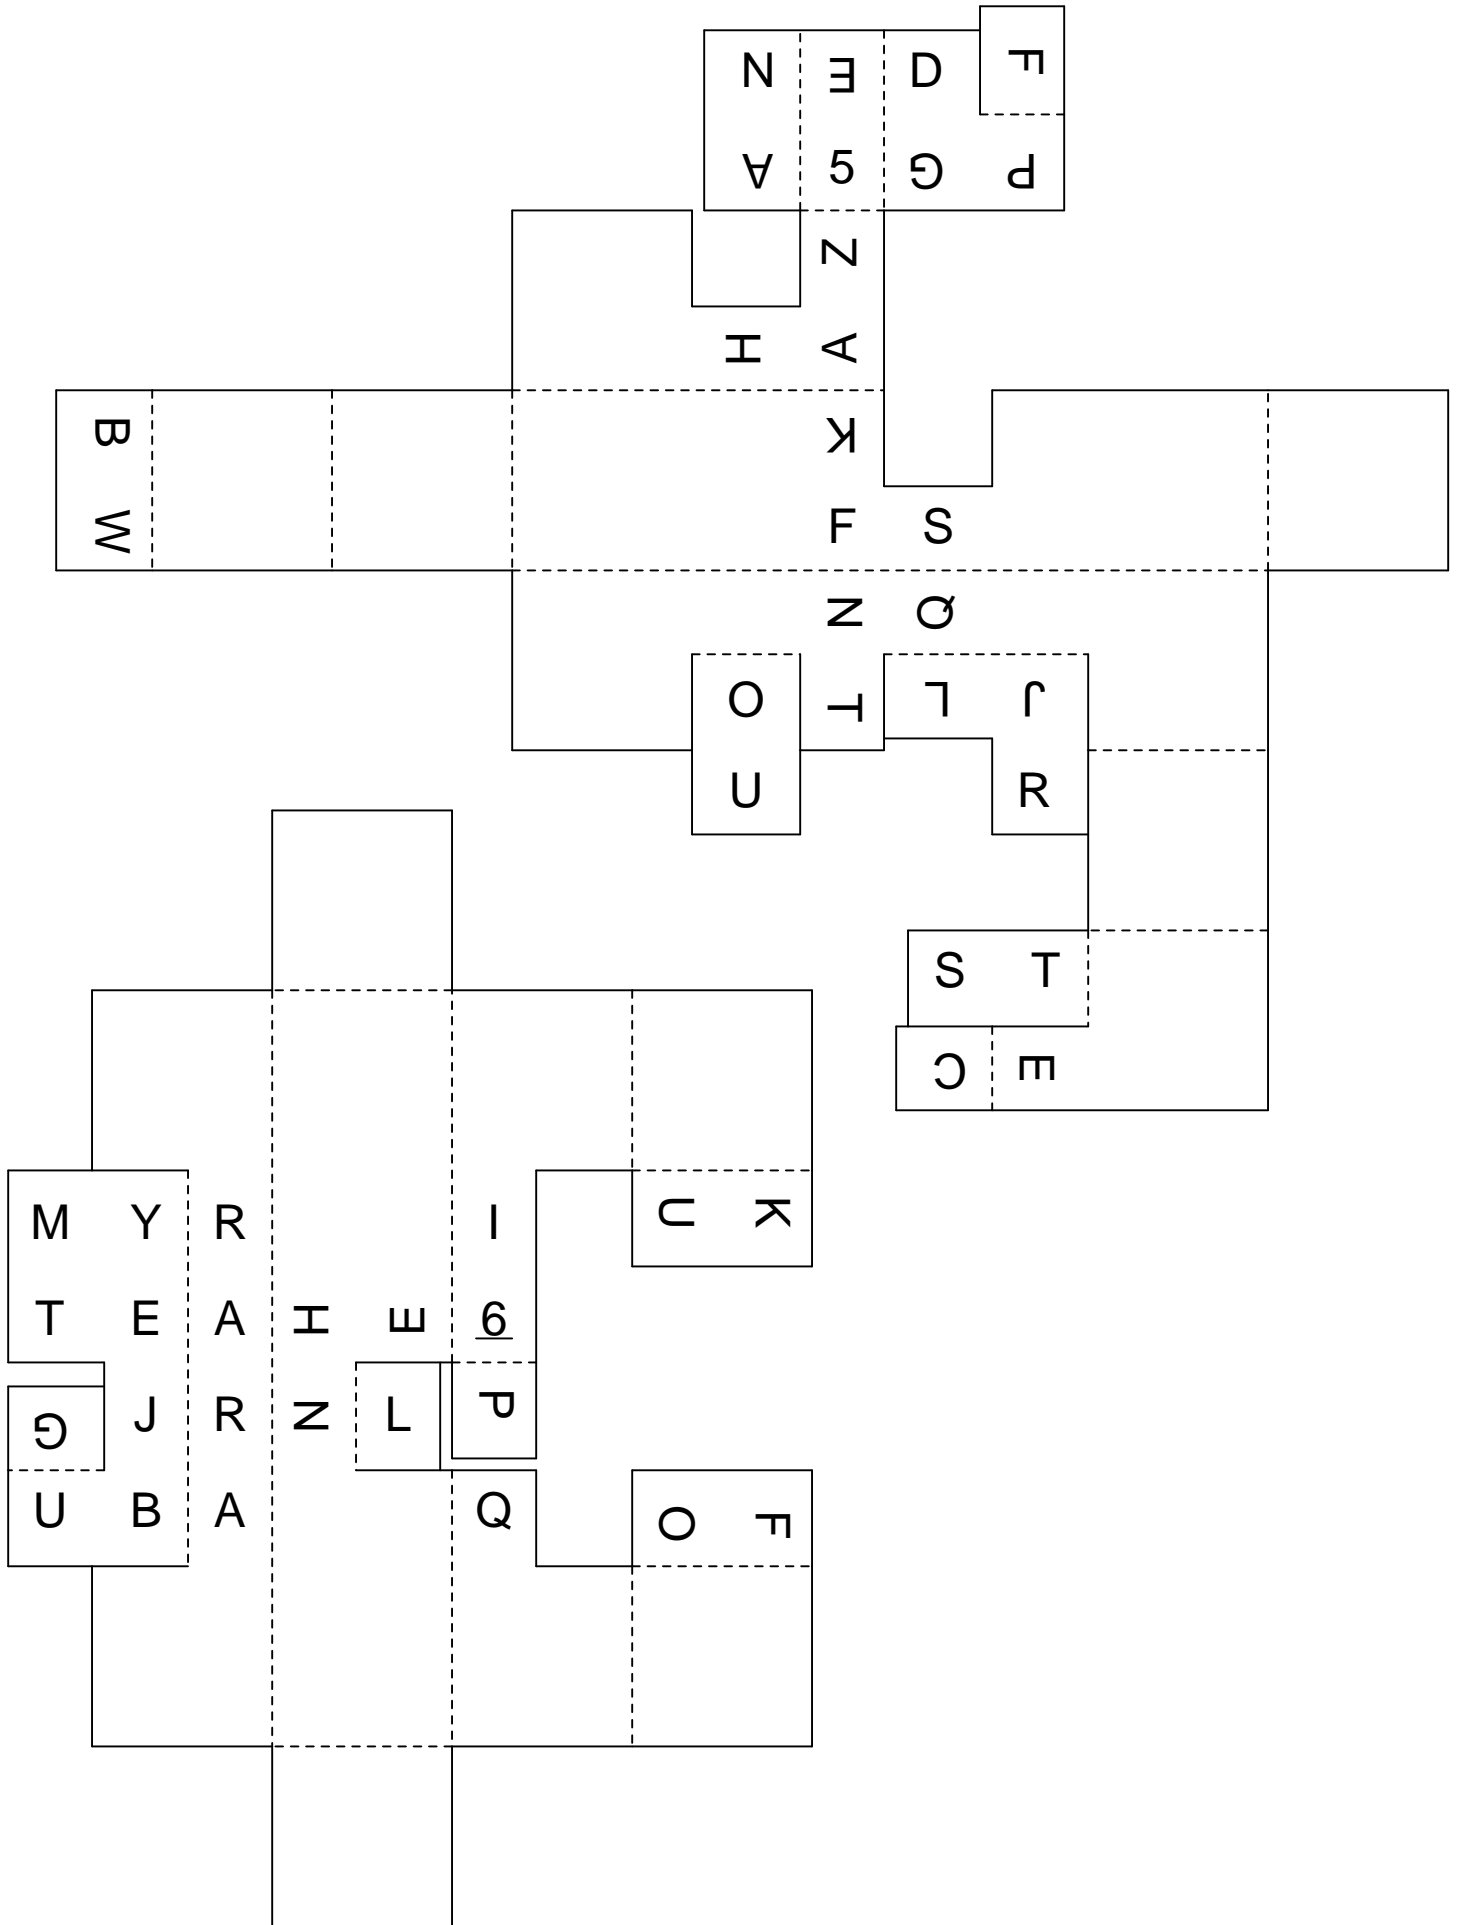 N E D F
A 5 G P
Z
H A
B K
W F S
N Q
O T L J
U R
S T
C E
M Y R I U K
T E A H E 6
G J R N L P
U B A Q O F